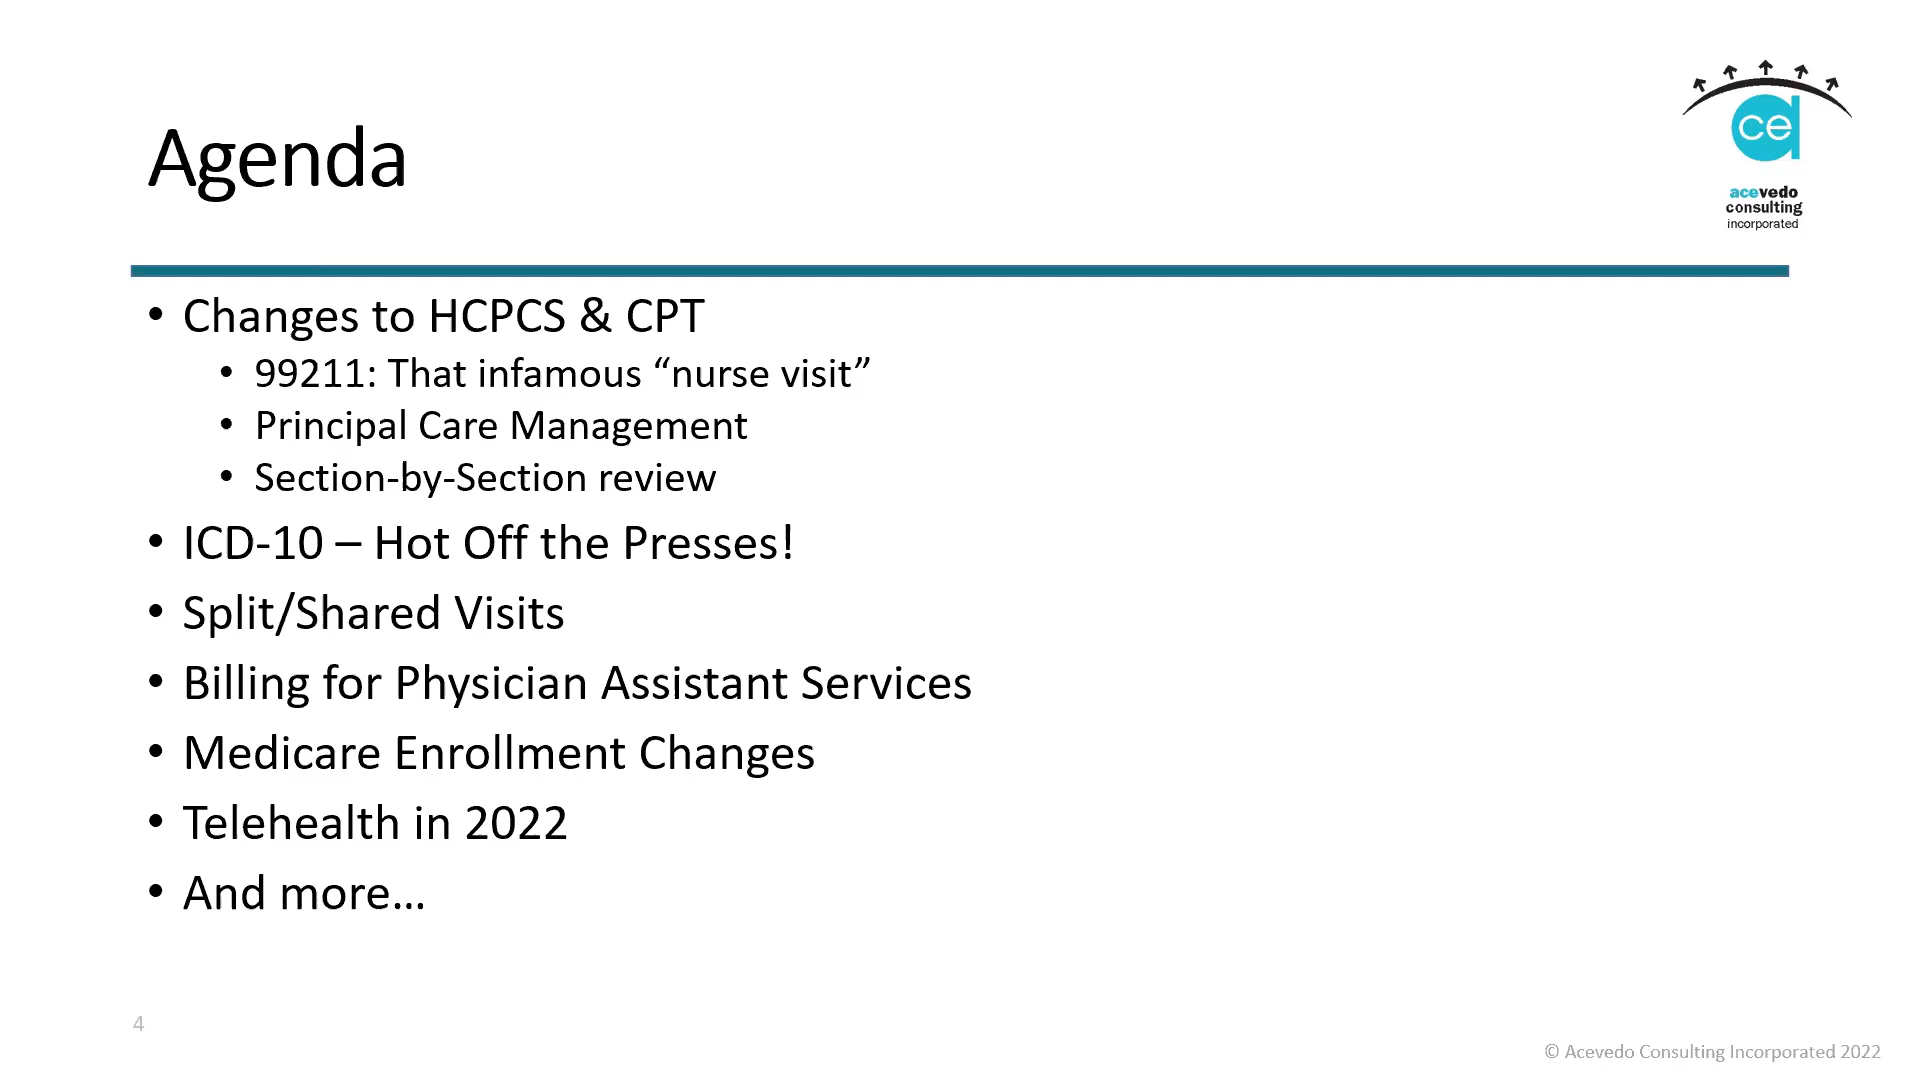 Agenda
ce
acevedo
consulting
incorporated
• Changes to HCPCS & CPT
• 99211: That infamous “nurse visit”
• Principal Care Management
• Section-by-Section review
• ICD-10 – Hot Off the Presses!
• Split/Shared Visits
• Billing for Physician Assistant Services
• Medicare Enrollment Changes
• Telehealth in 2022
• And more…
4
© Acevedo Consulting Incorporated 2022